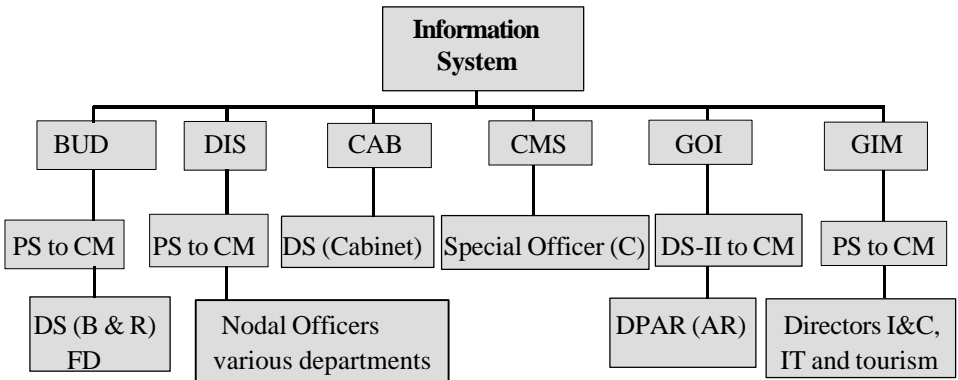 Information
System
BUD
DIS
CAB
CMS
GOI
GIM
PS to CM
PS to CM
DS (Cabinet)
Special Officer (C)
DS-II to CM
PS to CM
DS (B & R)
FD
Nodal Officers
various departments
DPAR (AR)
Directors I&C,
IT and tourism